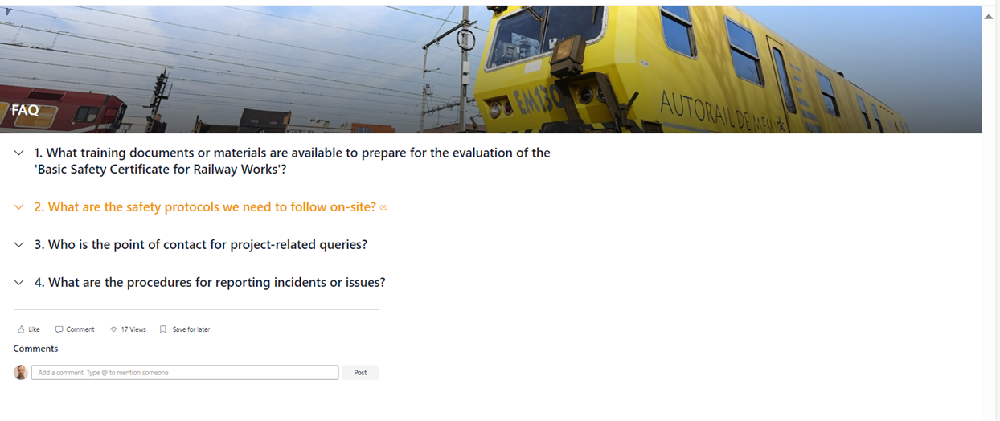 FAQ
EM130
AUTORAIL DE MESU
1. What training documents or materials are available to prepare for the evaluation of the
'Basic Safety Certificate for Railway Works'?
2. What are the safety protocols we need to follow on-site?
3. Who is the point of contact for project-related queries?
4. What are the procedures for reporting incidents or issues?
Like Comment 17 Views Save for later
Comments
Add a comment. Type @ to mention someone
Post